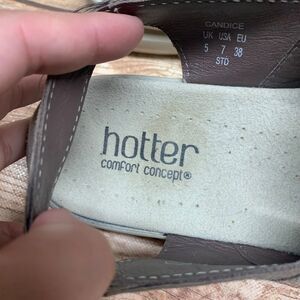 CANDICE
UK USA EU
5 7 38
STD
hotter
comfort concept®